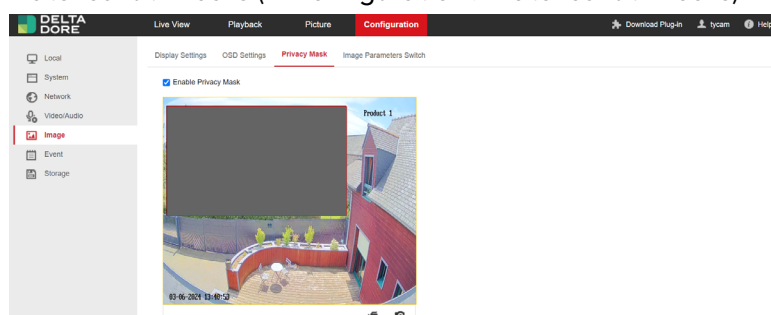 DELTA DORE
Live View
Playback
Picture
Configuration
Download Plug-in
tycam
Help
Local
System
Network
Video/Audio
Image
Event
Storage
Display Settings
OSD Settings
Privacy Mask
Image Parameters Switch
Enable Privacy Mask
Product 1
03-06-2024 13:40:53